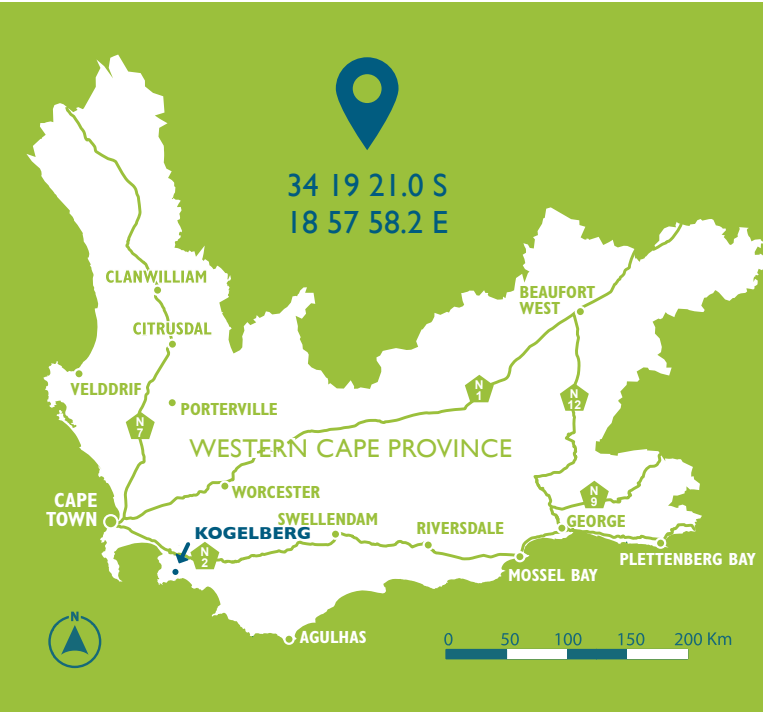 34 19 21.0 S
18 57 58.2 E
CLANWILLIAM
BEAUFORT
WEST
CITRUSDAL
VELDDRIF
N
1
N
12
PORTERVILLE
N
7
WESTERN CAPE PROVINCE
WORCESTER
N
9
CAPE
TOWN
SWELLENDAM
GEORGE
RIVERSDALE
KOGELBERG
N
2
PLETTENBERG BAY
MOSSEL BAY
N
AGULHAS
0 50 100 150 200 Km